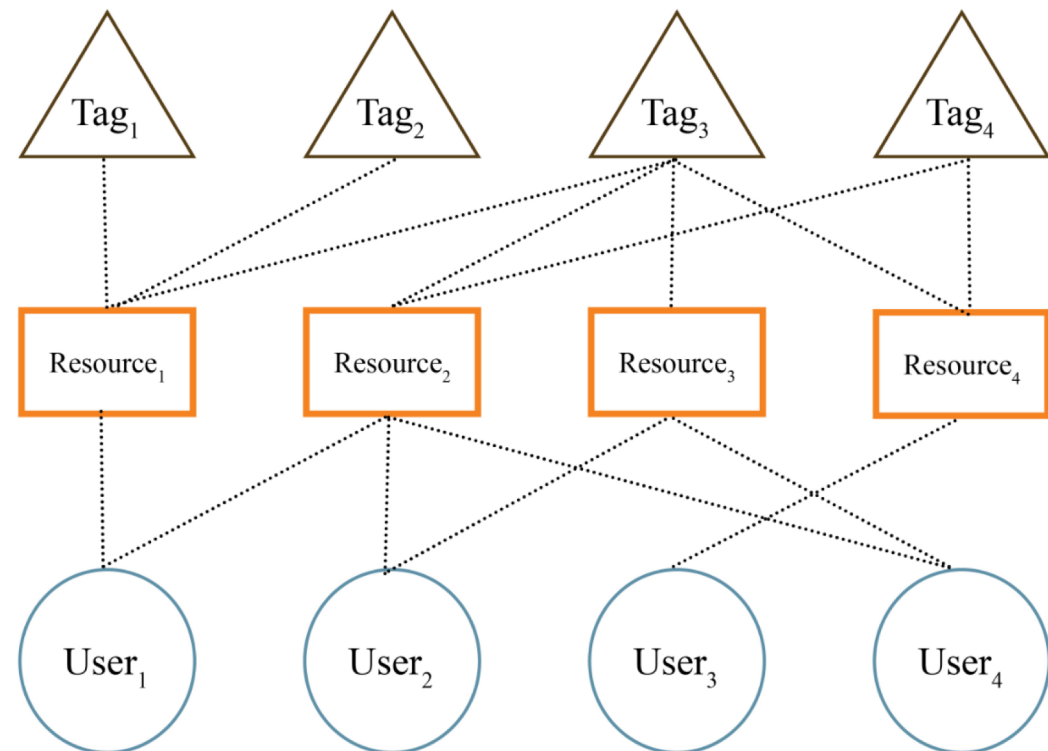 Tag₁
Tag₂
Tag₃
Tag₄
Resource₁
Resource₂
Resource₃
Resource₄
User₁
User₂
User₃
User₄